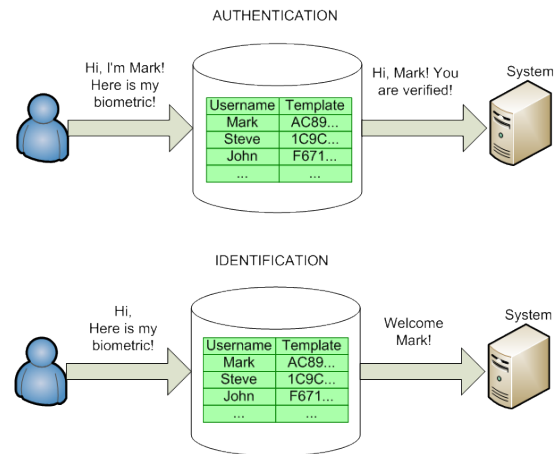 AUTHENTICATION
Hi, I'm Mark!
Here is my
biometric!
Username Template
Mark AC89...
Steve 1C9C...
John F671...
... ...
Hi, Mark! You
are verified!
System
IDENTIFICATION
Hi,
Here is my
biometric!
Username Template
Mark AC89...
Steve 1C9C...
John F671...
... ...
Welcome
Mark!
System